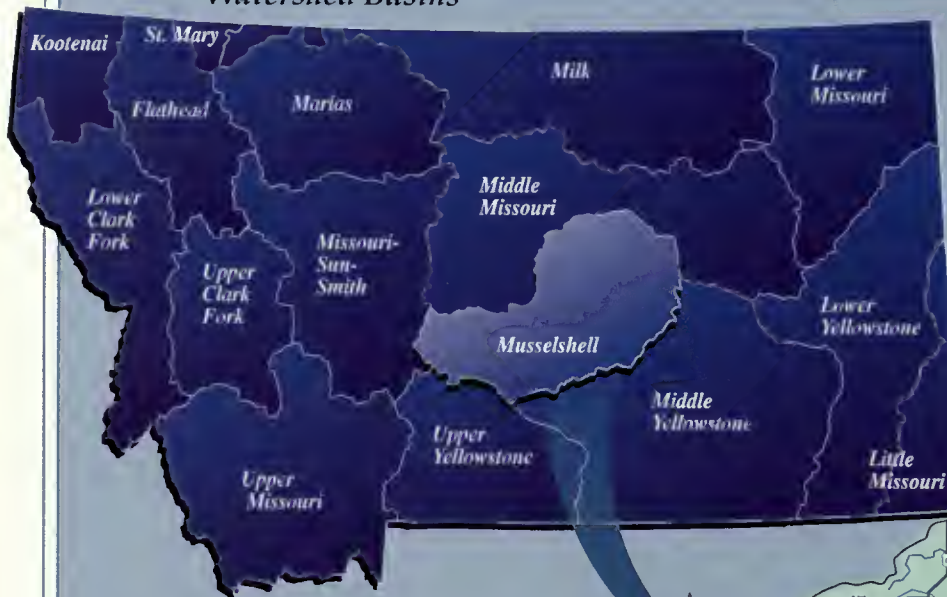 Watershed Basins
Kootenai
St. Mary
Flathead
Marias
Milk
Lower
Missouri
Lower
Clark
Fork
Upper
Clark
Fork
Missouri-
Sun-
Smith
Middle
Missouri
Musselshell
Lower
Yellowstone
Middle
Yellowstone
Upper
Yellowstone
Upper
Missouri
Little
Missouri